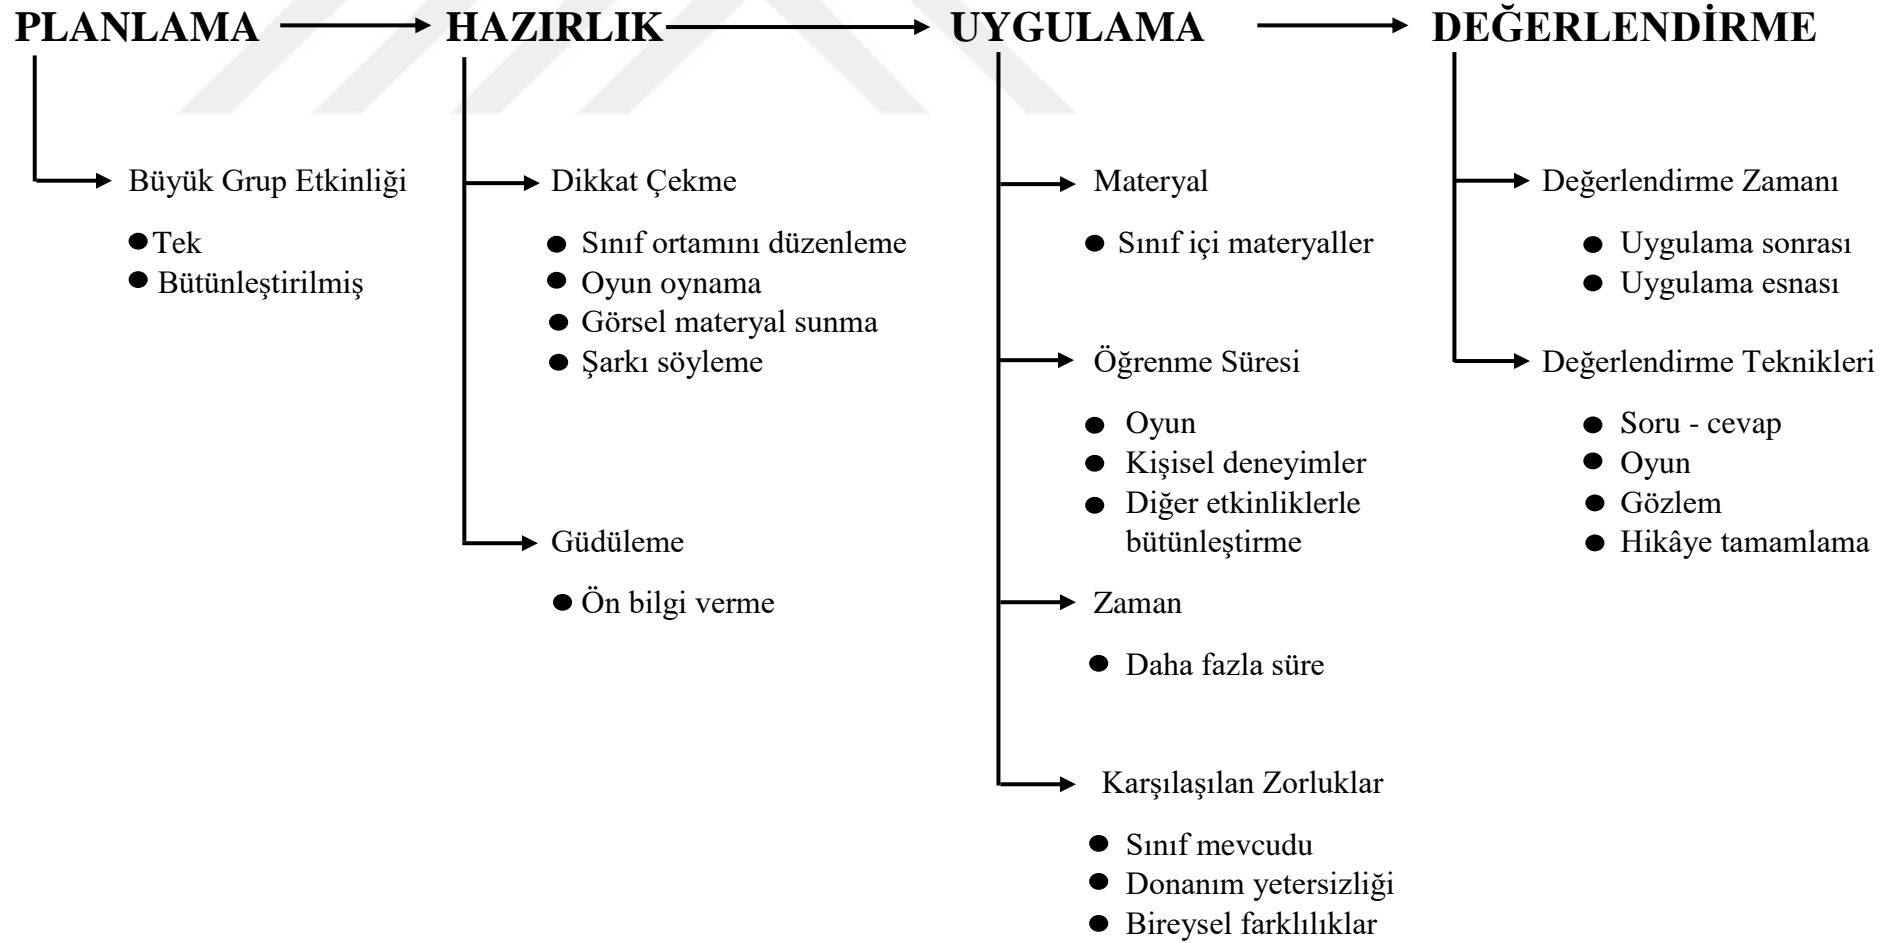 PLANLAMA
HAZIRLIK
UYGULAMA
DEĞERLENDİRME
Büyük Grup Etkinliği
Tek
Bütünleştirilmiş
Dikkat Çekme
Sınıf ortamını düzenleme
Oyun oynama
Görsel materyal sunma
Şarkı söyleme
Güdüleme
Ön bilgi verme
Materyal
Sınıf içi materyaller
Öğrenme Süresi
Oyun
Kişisel deneyimler
Diğer etkinliklerle
bütünleştirme
Zaman
Daha fazla süre
Karşılaşılan Zorluklar
Sınıf mevcudu
Donanım yetersizliği
Bireysel farklılıklar
Değerlendirme Zamanı
Uygulama sonrası
Uygulama esnası
Değerlendirme Teknikleri
Soru - cevap
Oyun
Gözlem
Hikâye tamamlama